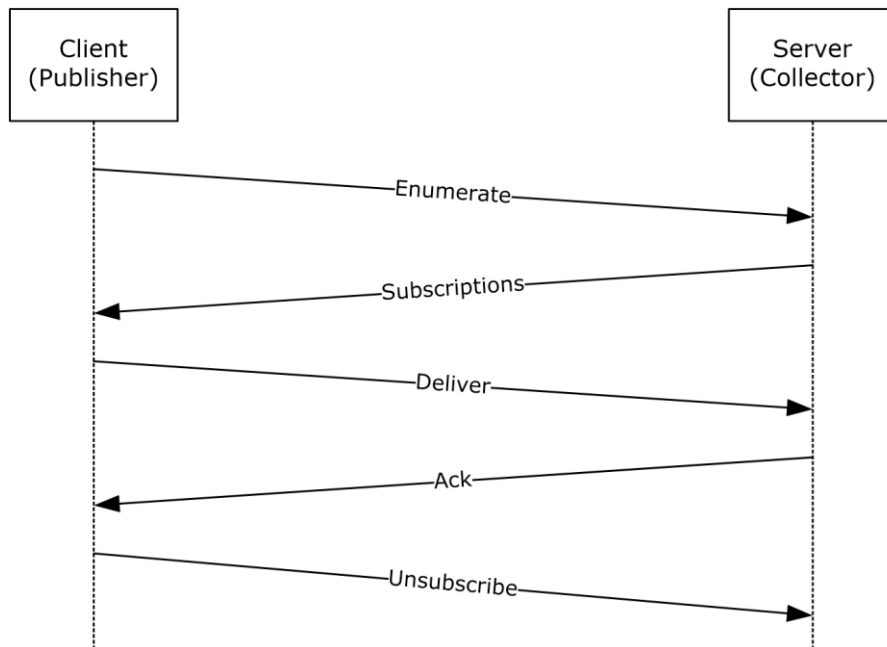 Client
(Publisher)
Server
(Collector)
Enumerate
Subscriptions
Deliver
Ack
Unsubscribe